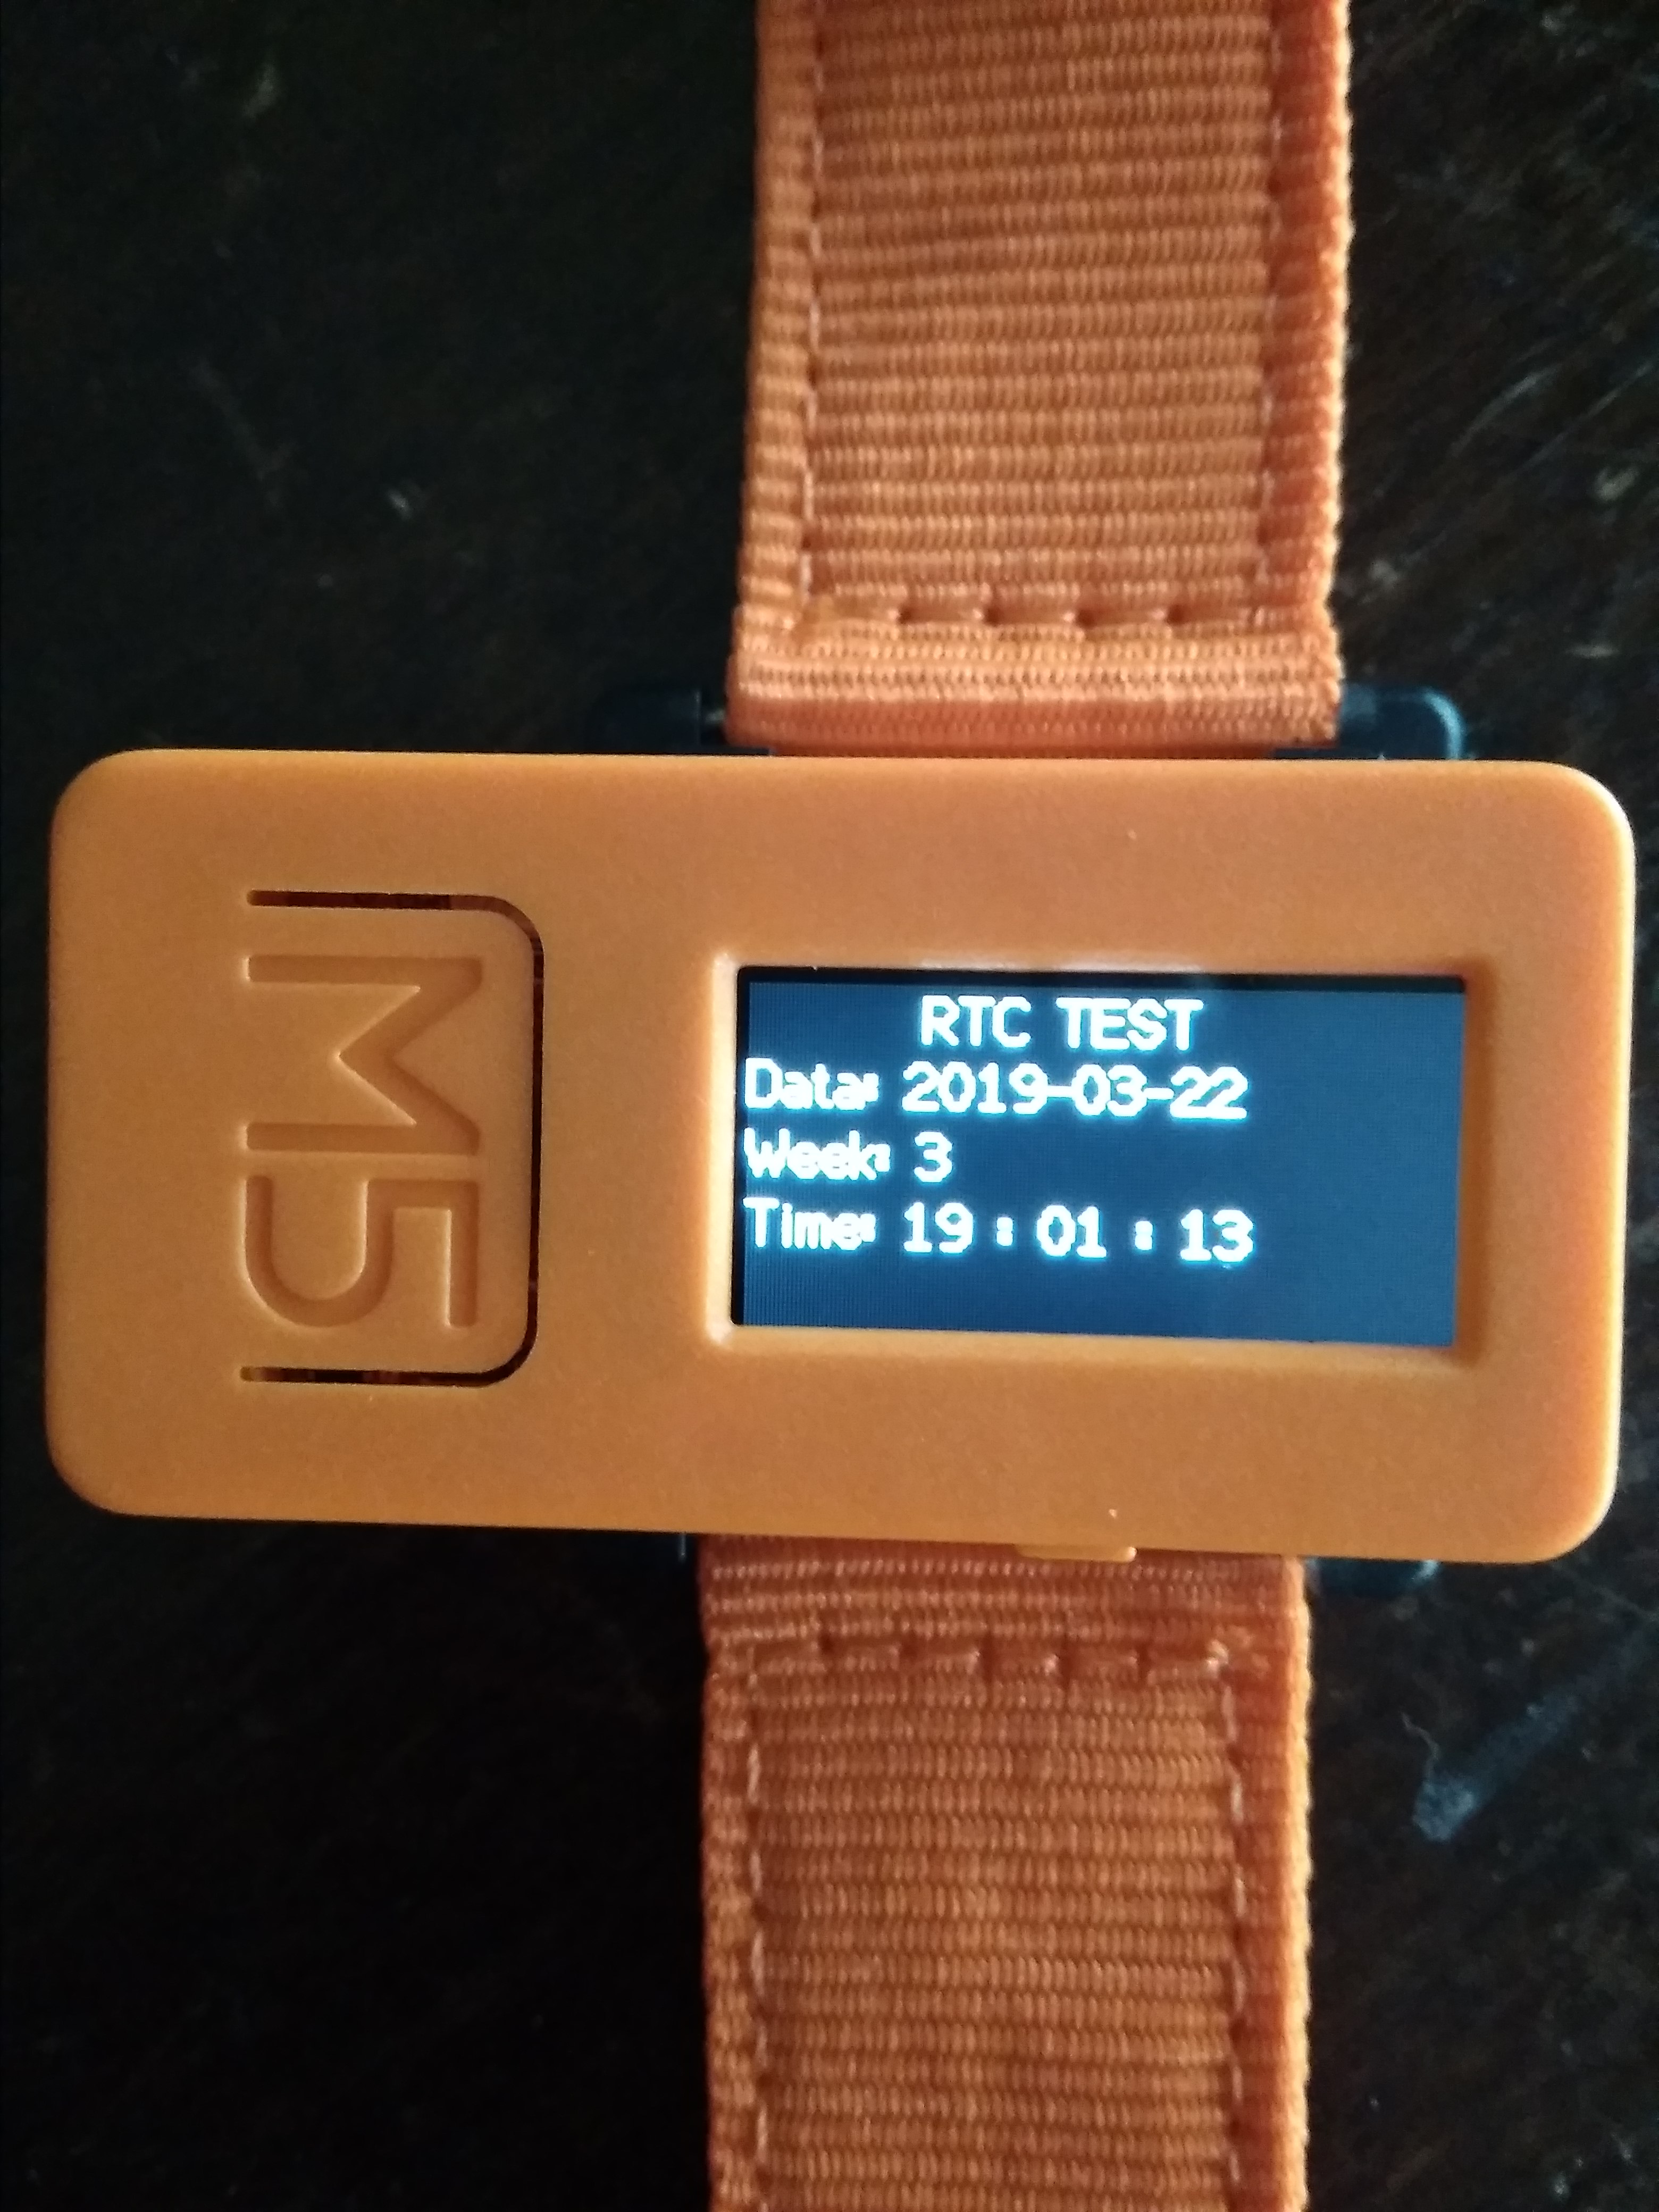 M5
RTC TEST
Data: 2019-03-22
Week: 3
Time: 19 : 01 : 13